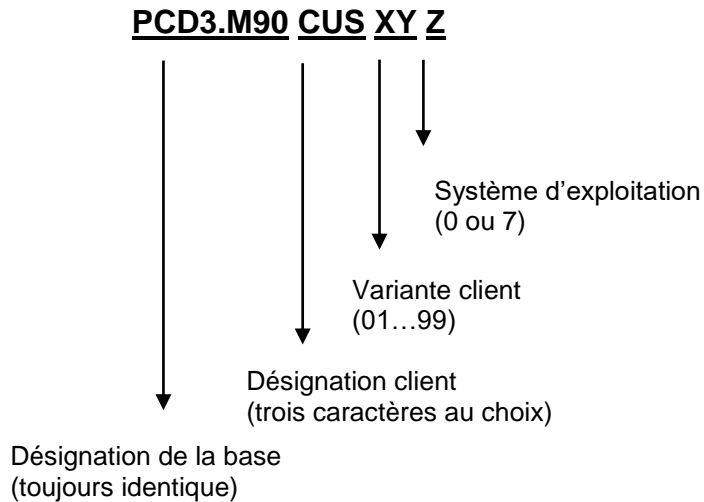 PCD3.M90 CUS XY Z
Système d’exploitation
(0 ou 7)
Variante client
(01…99)
Désignation client
(trois caractères au choix)
Désignation de la base
(toujours identique)